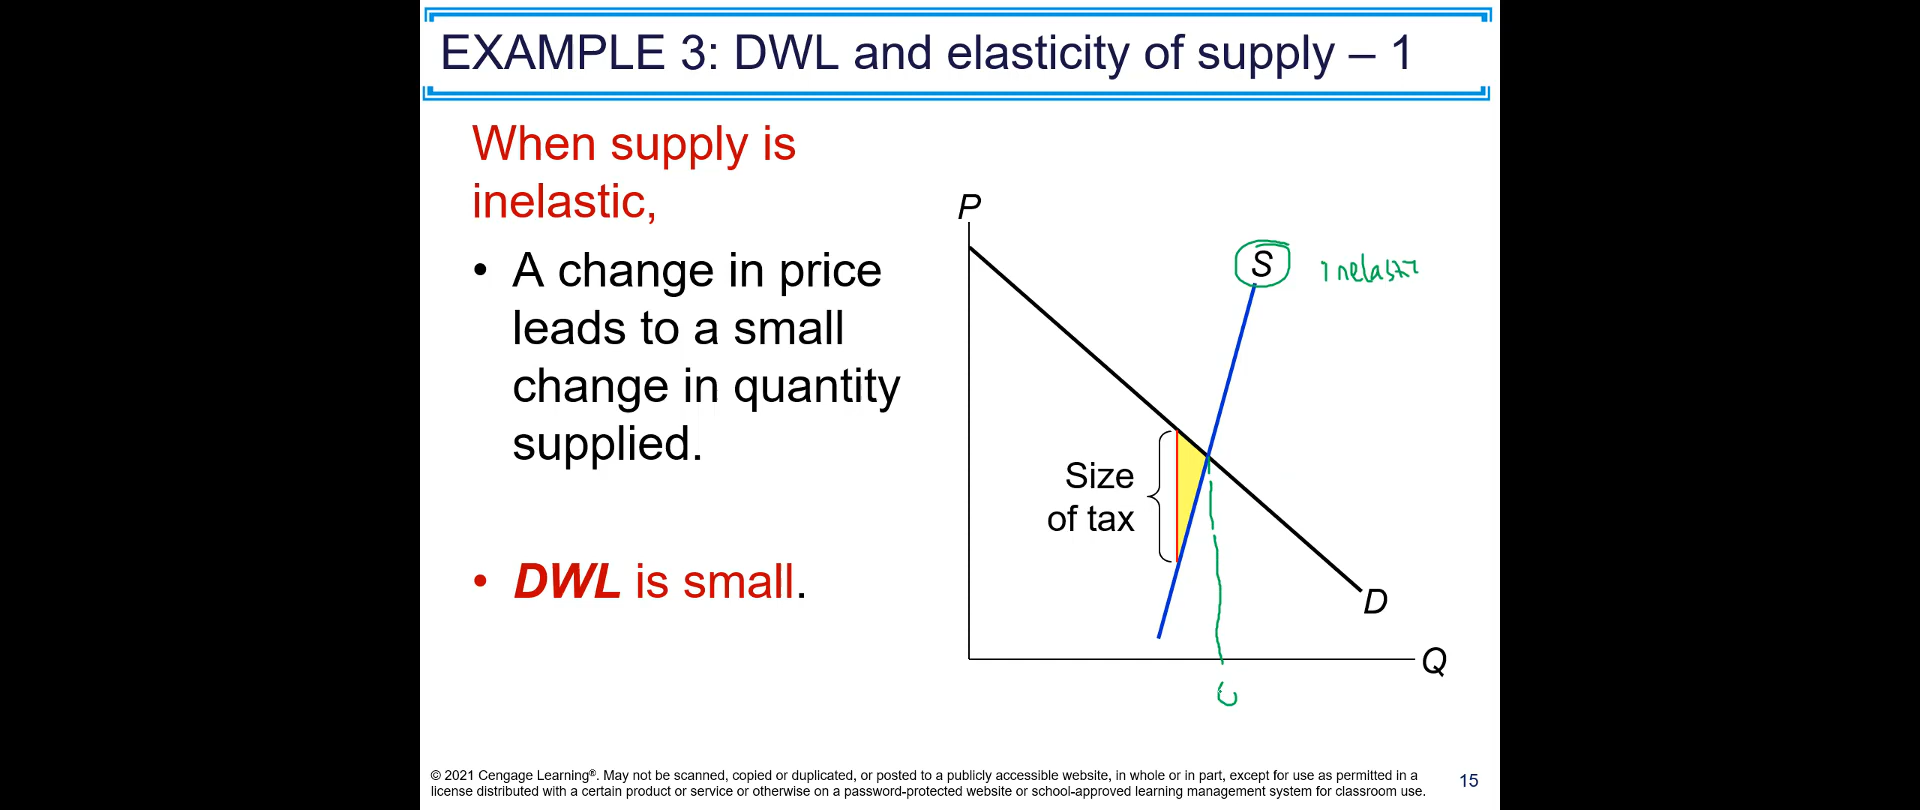 EXAMPLE 3: DWL and elasticity of supply – 1
When supply is
inelastic,
• A change in price
leads to a small
change in quantity
supplied.
• DWL is small.
P
S
Size
of tax
D
Q
© 2021 Cengage Learning®. May not be scanned, copied or duplicated, or posted to a publicly accessible website, in whole or in part, except for use as permitted in a
license distributed with a certain product or service or otherwise on a password-protected website or school-approved learning management system for classroom use.
15